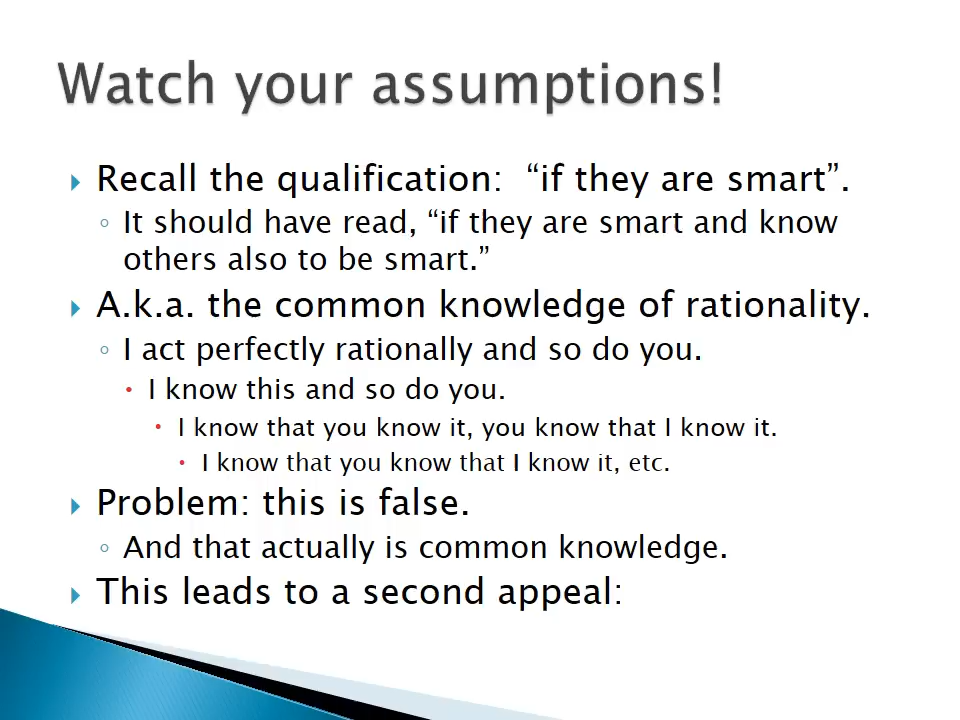 Watch your assumptions!
Recall the qualification:  “if they are smart”.
It should have read, “if they are smart and know
others also to be smart.”
A.k.a. the common knowledge of rationality.
I act perfectly rationally and so do you.
I know this and so do you.
I know that you know it, you know that I know it.
I know that you know that I know it, etc.
Problem: this is false.
And that actually is common knowledge.
This leads to a second appeal: